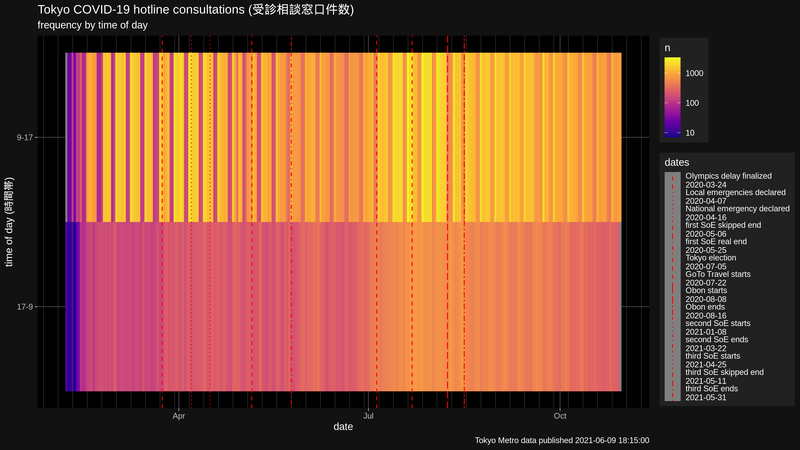 Tokyo COVID-19 hotline consultations (受診相談窓口件数)
frequency by time of day
time of day (時間帯)
9-17
17-9
Apr
Jul
Oct
date
n
1000
100
10
dates
Olympics delay finalized
2020-03-24
Local emergencies declared
2020-04-07
National emergency declared
2020-04-16
first SoE skipped end
2020-05-06
first SoE real end
2020-05-25
Tokyo election
2020-07-05
GoTo Travel starts
2020-07-22
Obon starts
2020-08-08
Obon ends
2020-08-16
second SoE starts
2021-01-08
second SoE ends
2021-03-22
third SoE starts
2021-04-25
third SoE skipped end
2021-05-11
third SoE ends
2021-05-31
Tokyo Metro data published 2021-06-09 18:15:00